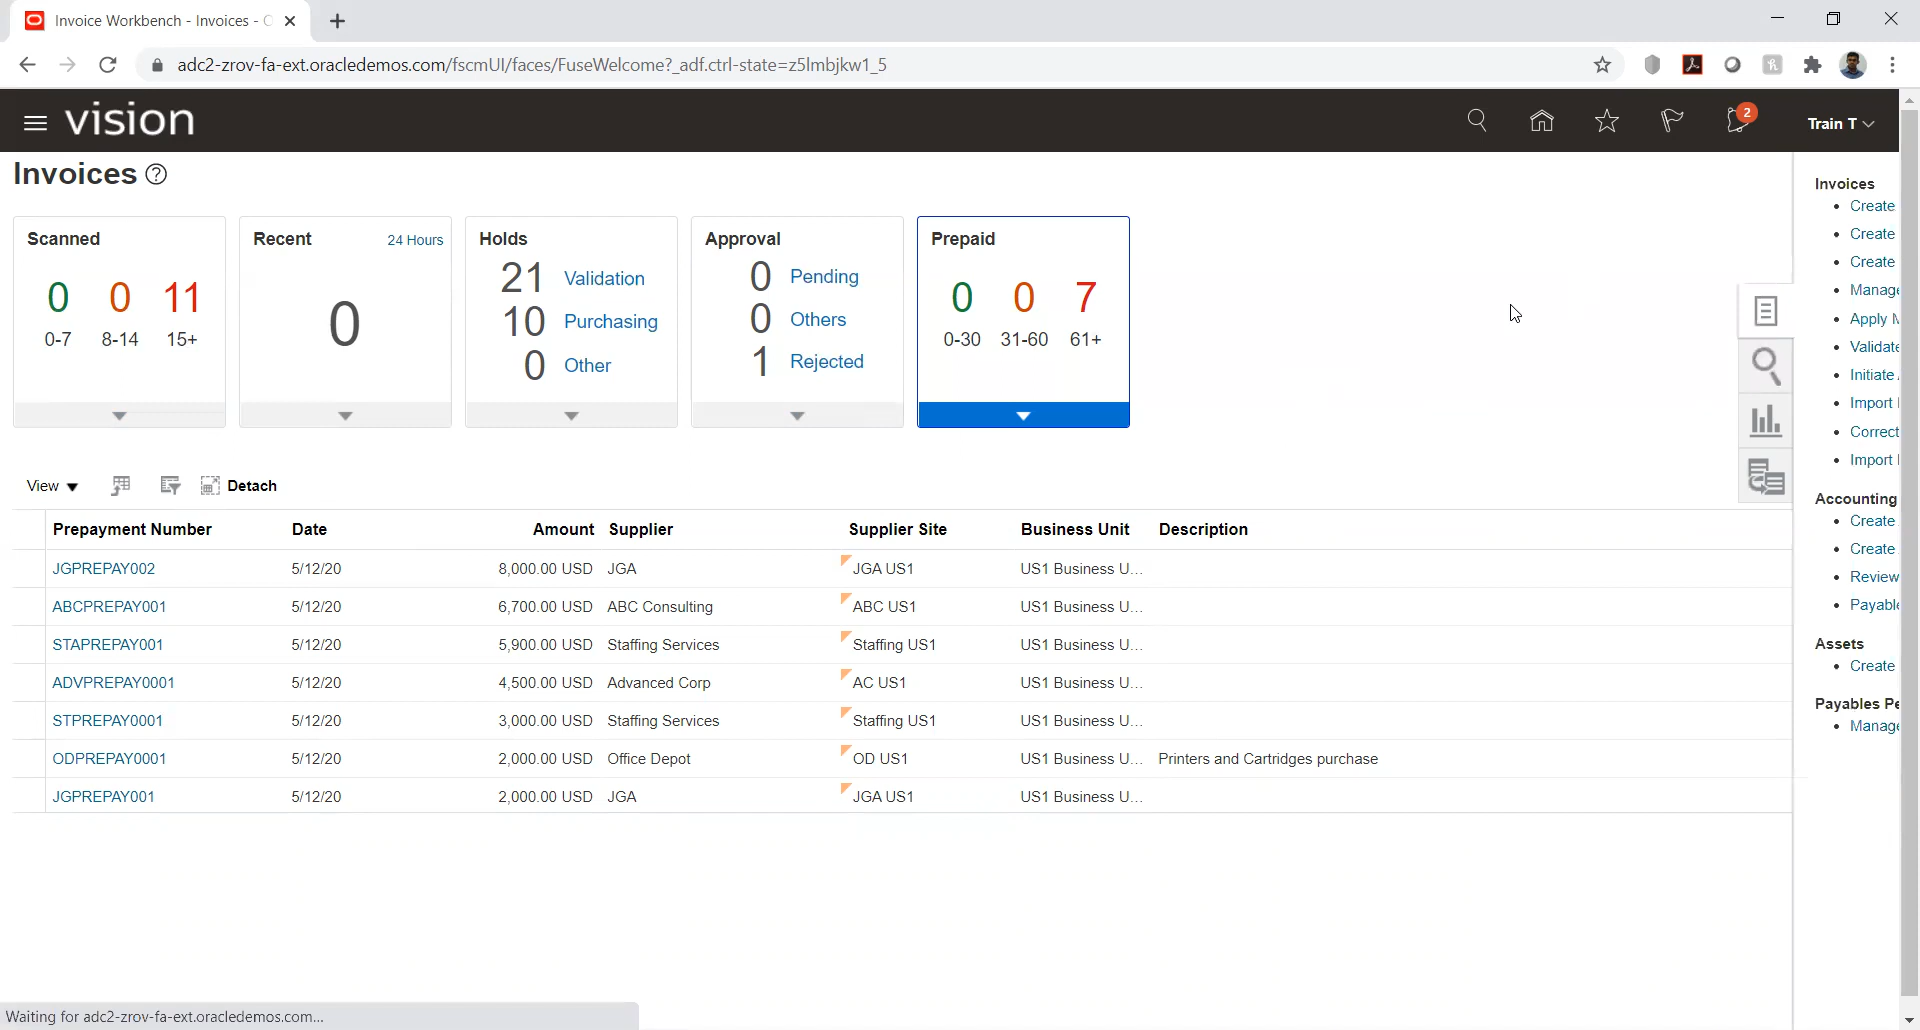 Invoice Workbench - Invoices - O
adc2-zrov-fa-ext.oracledemos.com/fscmUI/faces/FuseWelcome?_adf.ctrl-state=z5lmbjkw1_5
vision
2
Train T
Invoices ?
Scanned
0 0 11
0-7 8-14 15+
Recent 24 Hours
0
Holds
21 Validation
10 Purchasing
0 Other
Approval
0 Pending
0 Others
1 Rejected
Prepaid
0 0 7
0-30 31-60 61+
View Detach
Prepayment Number Date Amount Supplier Supplier Site Business Unit Description
JGPREPAY002 5/12/20 8,000.00 USD JGA JGA US1 US1 Business U...
ABCPREPAY001 5/12/20 6,700.00 USD ABC Consulting ABC US1 US1 Business U...
STAPREPAY001 5/12/20 5,900.00 USD Staffing Services Staffing US1 US1 Business U...
ADVPREPAY0001 5/12/20 4,500.00 USD Advanced Corp AC US1 US1 Business U...
STPREPAY0001 5/12/20 3,000.00 USD Staffing Services Staffing US1 US1 Business U...
ODPREPAY0001 5/12/20 2,000.00 USD Office Depot OD US1 US1 Business U... Printers and Cartridges purchase
JGPREPAY001 5/12/20 2,000.00 USD JGA JGA US1 US1 Business U...
Invoices
• Create
• Create
• Create
• Manage
• Apply
• Validate
• Initiate
• Import
• Correct
• Import
Accounting
• Create
• Create
• Review
• Payable
Assets
• Create
Payables Pe
• Manage
Waiting for adc2-zrov-fa-ext.oracledemos.com...